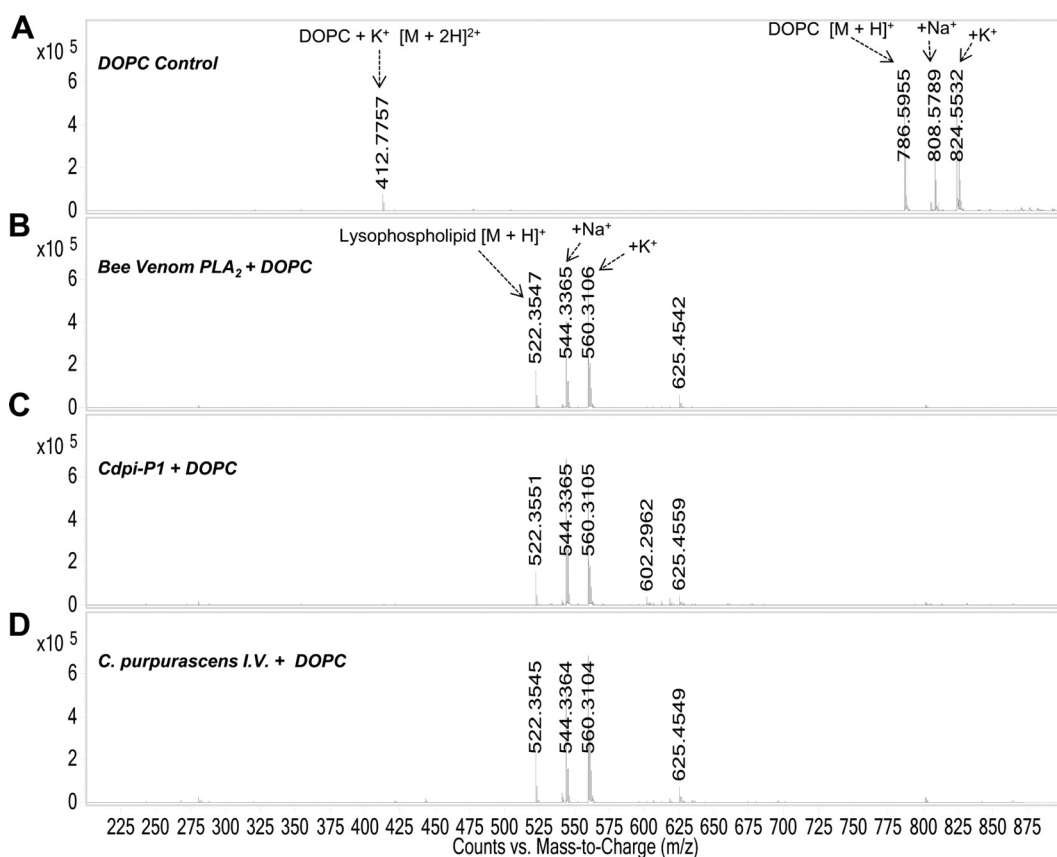 A
DOPC + K⁺ [M + 2H]²⁺
DOPC [M + H]⁺
+Na⁺
+K⁺
x10 5
DOPC Control
6
4
2
0
412.7757
786.5955
808.5789
824.5532
B
Lysophospholipid [M + H]⁺
+Na⁺
+K⁺
x10 5
Bee Venom PLA₂ + DOPC
6
4
2
0
522.3547
544.3365
560.3106
625.4542
C
x10 5
Cdpi-P1 + DOPC
6
4
2
0
522.3551
544.3365
560.3105
602.2962
625.4559
D
x10 5
C. purpurascens I.V. + DOPC
6
4
2
0
522.3545
544.3364
560.3104
625.4549
225 250 275 300 325 350 375 400 425 450 475 500 525 550 575 600 625 650 675 700 725 750 775 800 825 850 875
Counts vs. Mass-to-Charge (m/z)